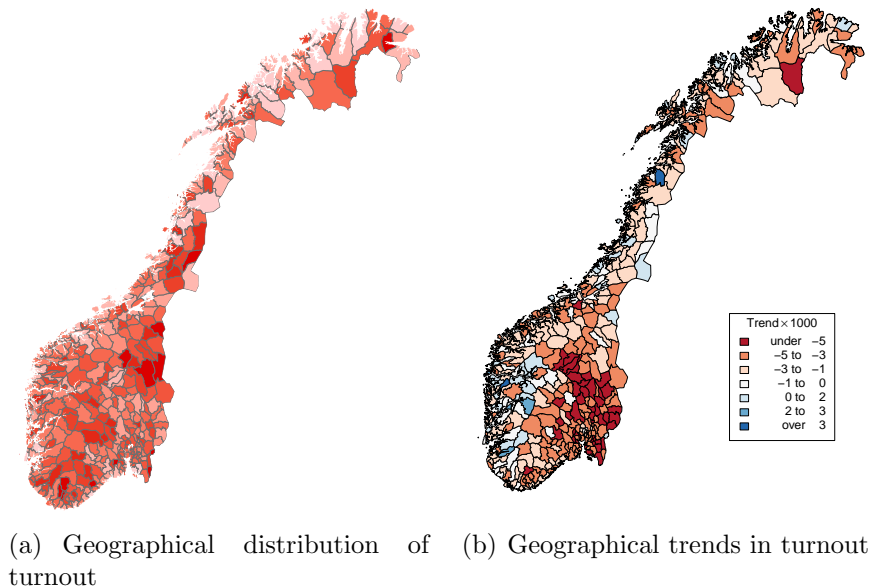 Trend×1000
under −5
−5 to −3
−3 to −1
−1 to 0
0 to 2
2 to 3
over 3
(a) Geographical distribution of
turnout
(b) Geographical trends in turnout